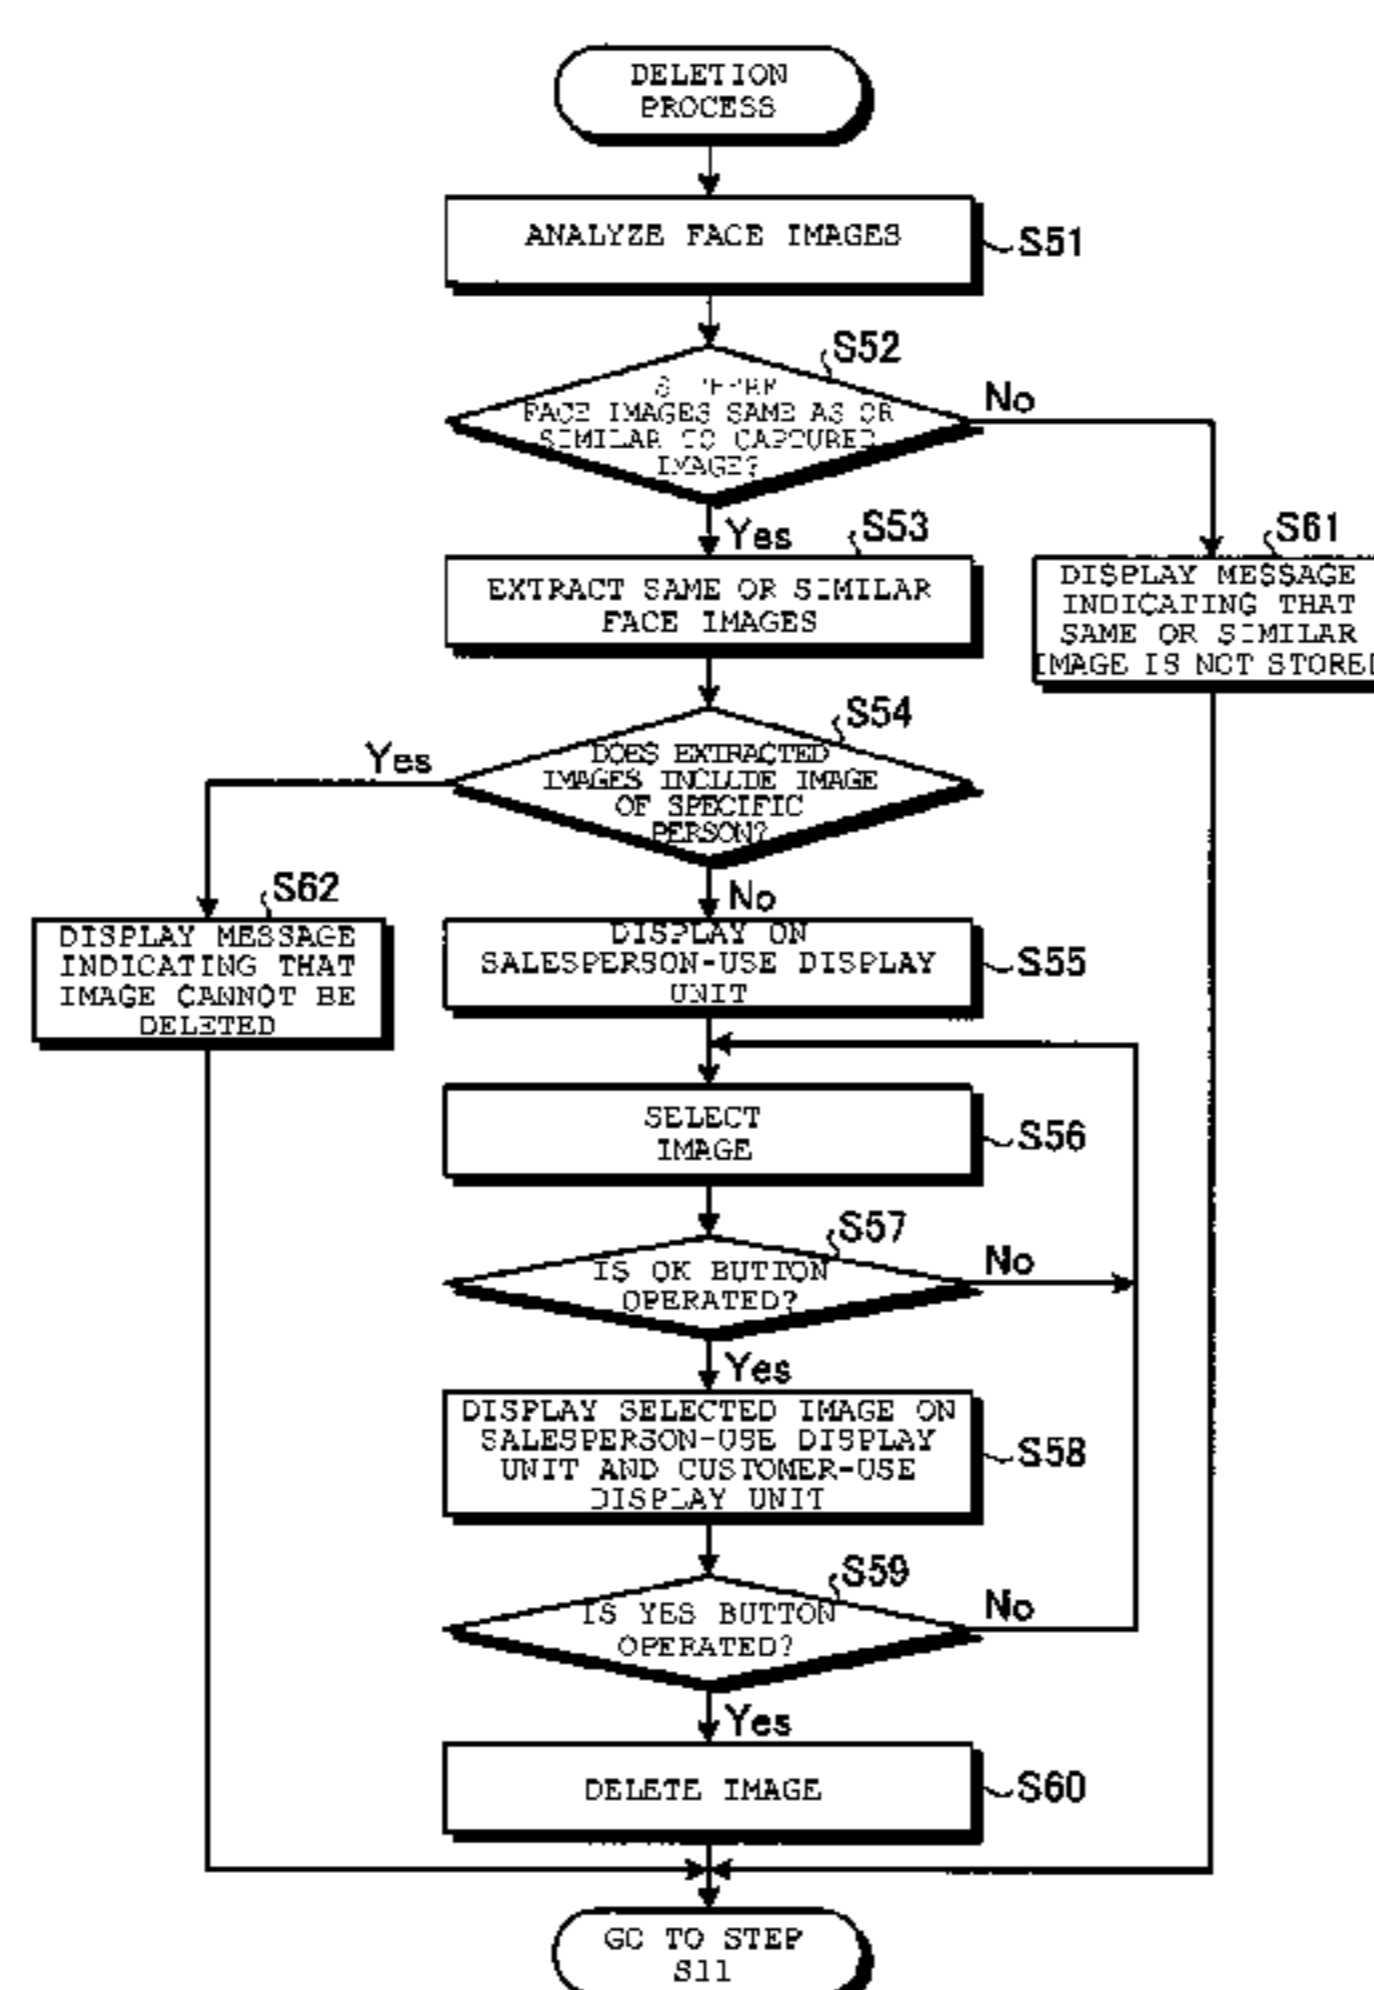 DELETION
PROCESS
ANALYZE FACE IMAGES
S51
S52
FACE IMAGES SAME AS OR
SIMILAR TO CAPTURED
IMAGE?
No
Yes
S53
EXTRACT SAME OR SIMILAR
FACE IMAGES
S61
DISPLAY MESSAGE
INDICATING THAT
SAME OR SIMILAR
IMAGE IS NOT STORED
S54
DOES EXTRACTED
IMAGES INCLUDE IMAGE
OF SPECIFIC
PERSON?
Yes
No
S62
DISPLAY MESSAGE
INDICATING THAT
IMAGE CANNOT BE
DELETED
DISPLAY ON
SALESPERSON-USE DISPLAY
UNIT
S55
SELECT
IMAGE
S56
S57
IS OK BUTTON
OPERATED?
No
Yes
DISPLAY SELECTED IMAGE ON
SALESPERSON-USE DISPLAY
UNIT AND CUSTOMER-USE
DISPLAY UNIT
S58
S59
IS YES BUTTON
OPERATED?
No
Yes
DELETE IMAGE
S60
GO TO STEP
S11